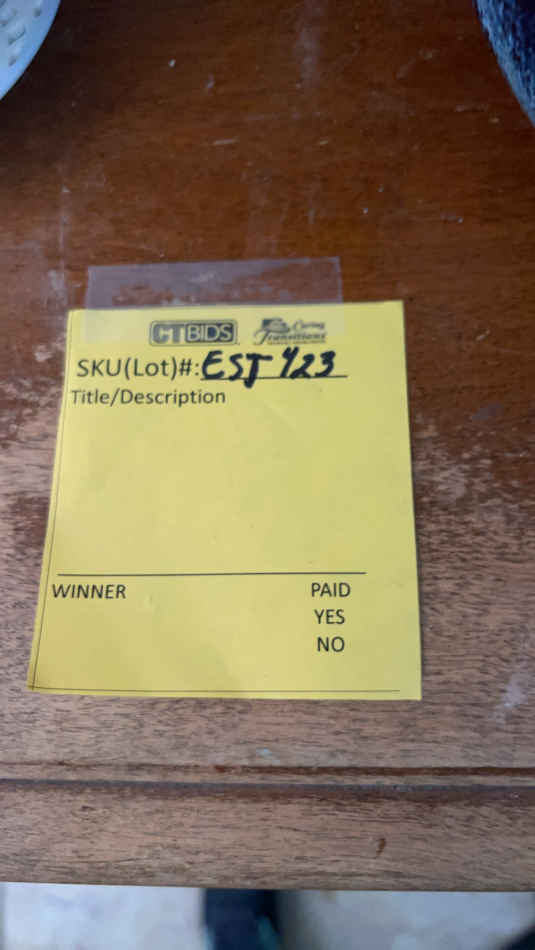 CTBIDS Caring
Transitions
SKU(Lot)#: ESJ 423
Title/Description
WINNER PAID
YES
NO